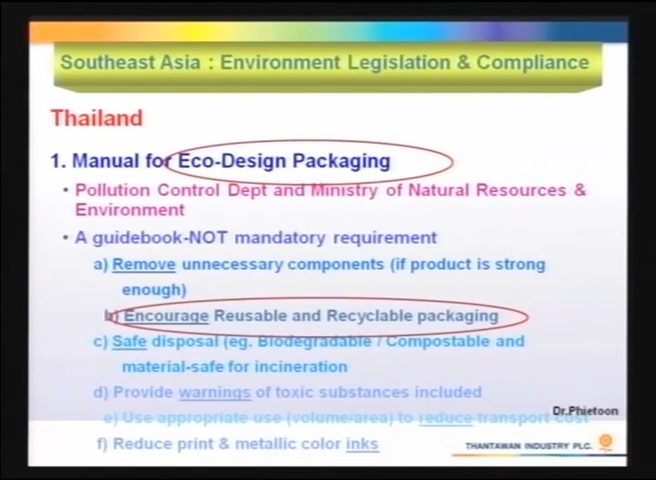 Southeast Asia : Environment Legislation & Compliance
Thailand
1. Manual for Eco-Design Packaging
• Pollution Control Dept and Ministry of Natural Resources &
Environment
• A guidebook-NOT mandatory requirement
a) Remove unnecessary components (if product is strong
enough)
b) Encourage Reusable and Recyclable packaging
c) Safe disposal (eg. Biodegradable / Compostable and
material-safe for incineration
d) Provide warnings of toxic substances included
Dr.Phietoon
e) Use appropriate use (volume/area) to reduce transport cost
f) Reduce print & metallic color inks
THANTAWAN INDUSTRY PLC.